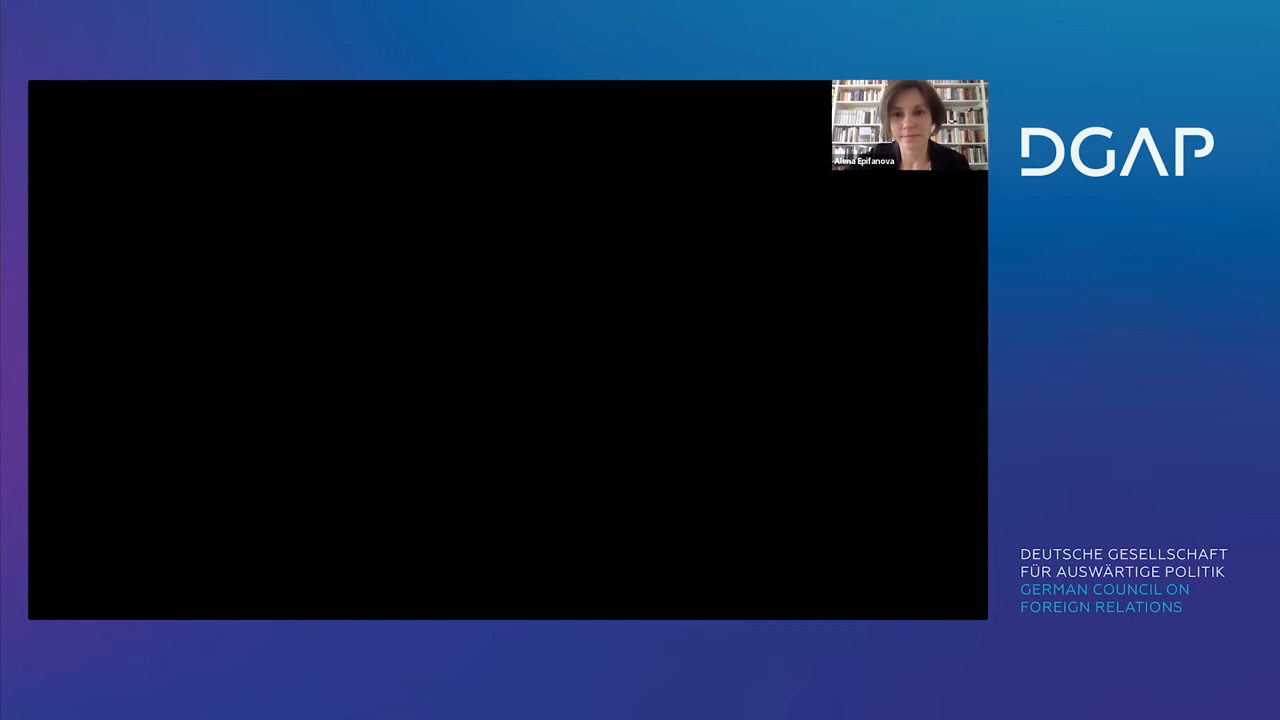 Alena Epifanova
DGAP
DEUTSCHE GESELLSCHAFT
FÜR AUSWÄRTIGE POLITIK
GERMAN COUNCIL ON
FOREIGN RELATIONS